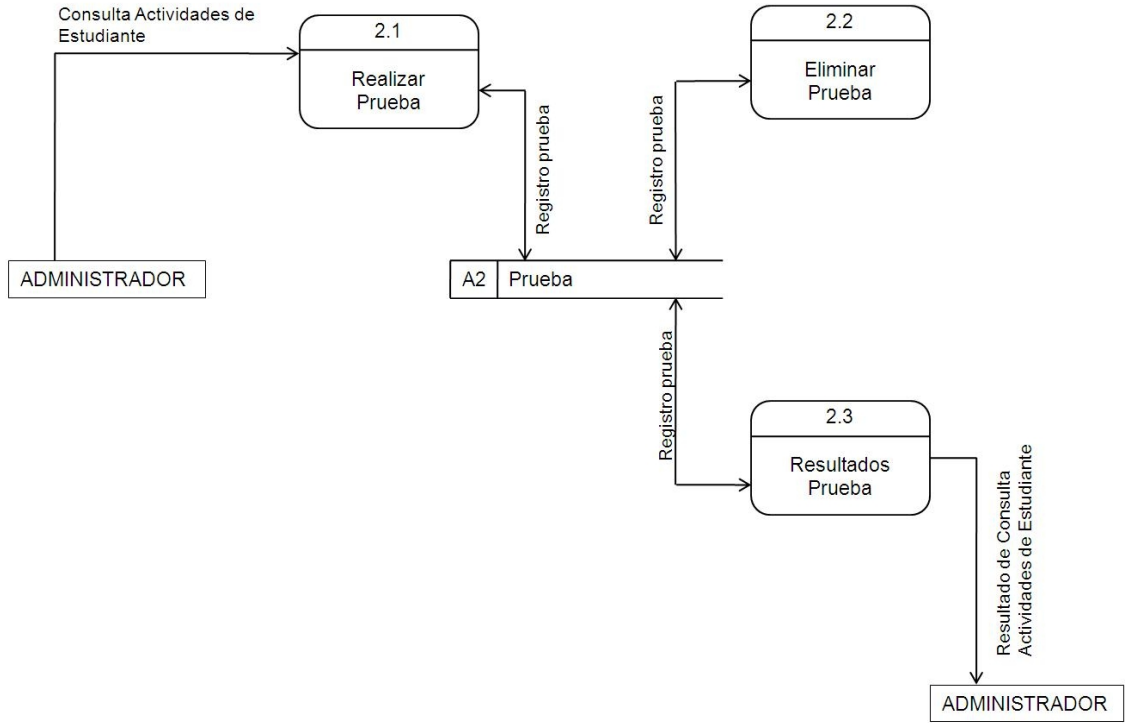 Consulta Actividades de
Estudiante
2.1
Realizar
Prueba
2.2
Eliminar
Prueba
Registro prueba
Registro prueba
ADMINISTRADOR
A2 Prueba
Registro prueba
2.3
Resultados
Prueba
Resultado de Consulta
Actividades de Estudiante
ADMINISTRADOR